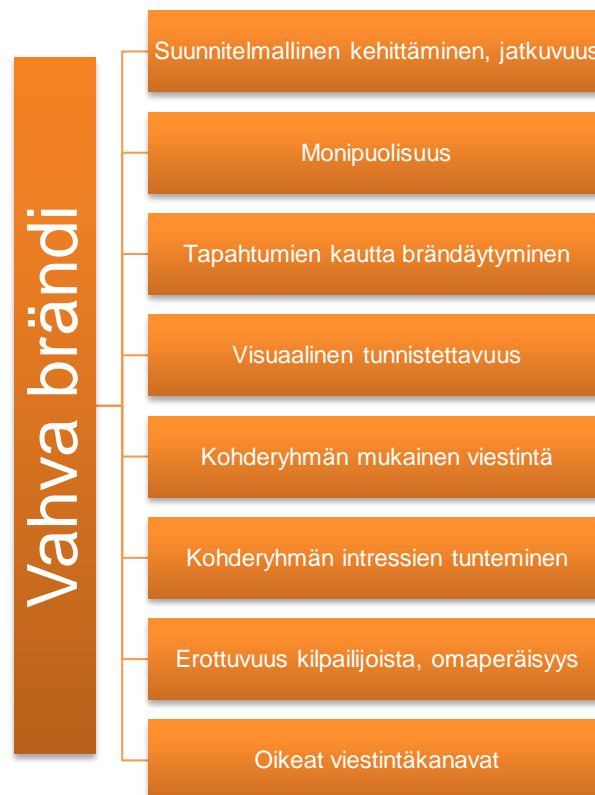 Vahva brändi
Suunnitelmallinen kehittäminen, jatkuvuus
Monipuolisuus
Tapahtumien kautta brändäytyminen
Visuaalinen tunnistettavuus
Kohderyhmän mukainen viestintä
Kohderyhmän intressien tunteminen
Erottuvuus kilpailijoista, omaperäisyys
Oikeat viestintäkanavat